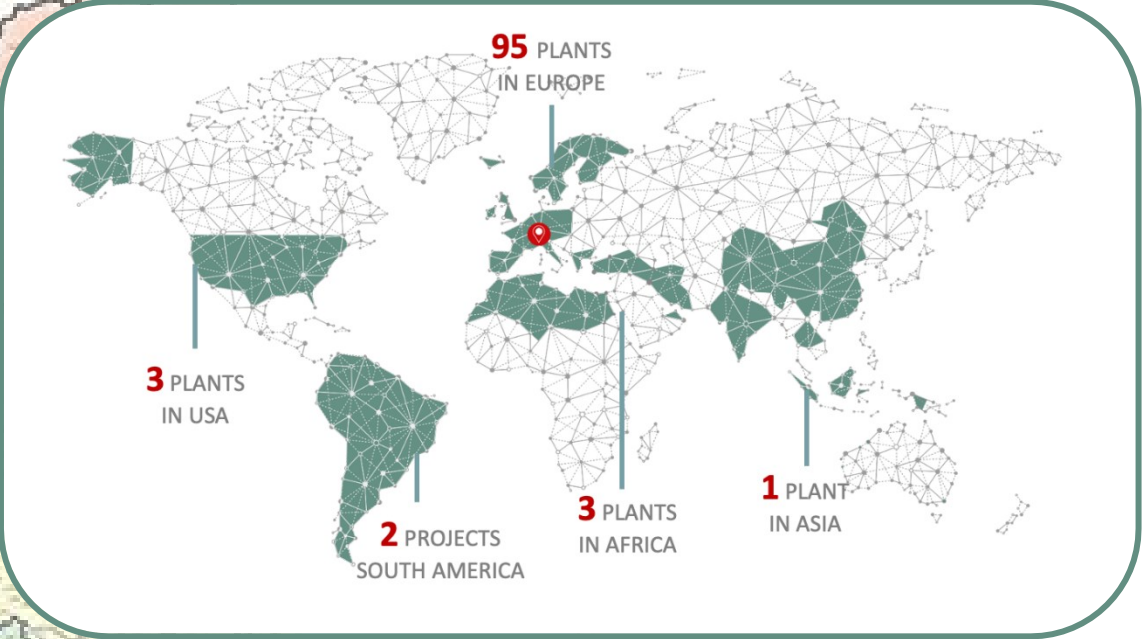 95 PLANTS
IN EUROPE
3 PLANTS
IN USA
2 PROJECTS
SOUTH AMERICA
3 PLANTS
IN AFRICA
1 PLANT
IN ASIA